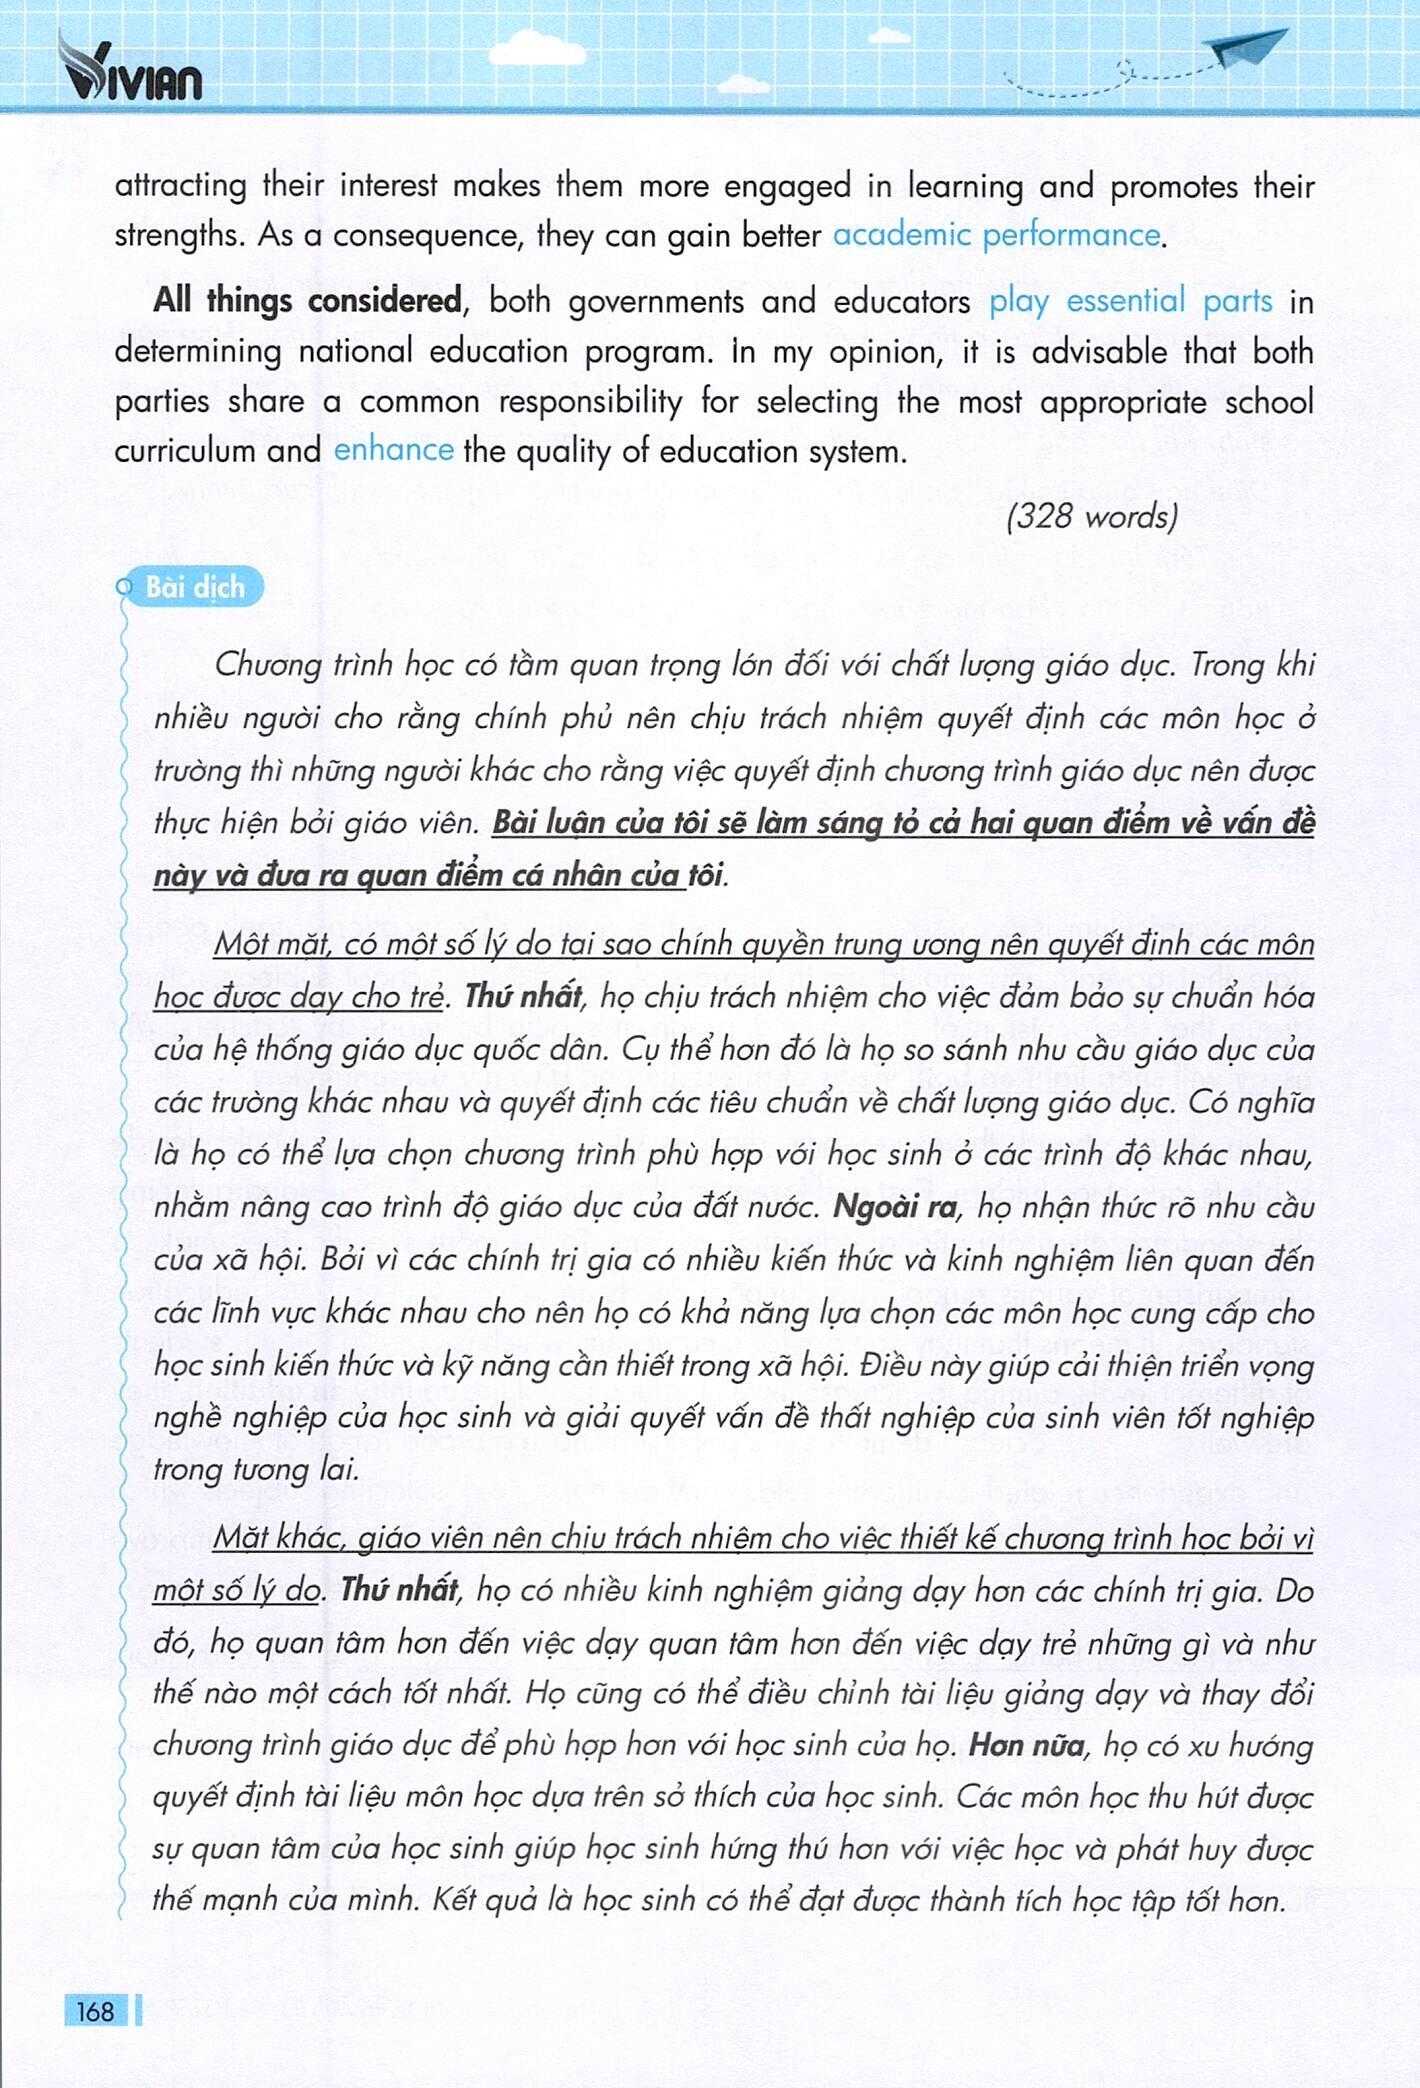 VIVIAN
attracting their interest makes them more engaged in learning and promotes their
strengths. As a consequence, they can gain better academic performance.
All things considered, both governments and educators play essential parts in
determining national education program. In my opinion, it is advisable that both
parties share a common responsibility for selecting the most appropriate school
curriculum and enhance the quality of education system.
(328 words)
Bài dịch
Chương trình học có tầm quan trọng lớn đối với chất lượng giáo dục. Trong khi
nhiều người cho rằng chính phủ nên chịu trách nhiệm quyết định các môn học ở
trường thì những người khác cho rằng việc quyết định chương trình giáo dục nên được
thực hiện bởi giáo viên. Bài luận của tôi sẽ làm sáng tỏ cả hai quan điểm về vấn đề
này và đưa ra quan điểm cá nhân của tôi.
Một mặt, có một số lý do tại sao chính quyền trung ương nên quyết định các môn
học được dạy cho trẻ. Thứ nhất, họ chịu trách nhiệm cho việc đảm bảo sự chuẩn hóa
của hệ thống giáo dục quốc dân. Cụ thể hơn đó là họ so sánh nhu cầu giáo dục của
các trường khác nhau và quyết định các tiêu chuẩn về chất lượng giáo dục. Có nghĩa
là họ có thể lựa chọn chương trình phù hợp với học sinh ở các trình độ khác nhau,
nhằm nâng cao trình độ giáo dục của đất nước. Ngoài ra, họ nhận thức rõ nhu cầu
của xã hội. Bởi vì các chính trị gia có nhiều kiến thức và kinh nghiệm liên quan đến
các lĩnh vực khác nhau cho nên họ có khả năng lựa chọn các môn học cung cấp cho
học sinh kiến thức và kỹ năng cần thiết trong xã hội. Điều này giúp cải thiện triển vọng
nghề nghiệp của học sinh và giải quyết vấn đề thất nghiệp của sinh viên tốt nghiệp
trong tương lai.
Mặt khác, giáo viên nên chịu trách nhiệm cho việc thiết kế chương trình học bởi vì
một số lý do. Thứ nhất, họ có nhiều kinh nghiệm giảng dạy hơn các chính trị gia. Do
đó, họ quan tâm hơn đến việc dạy quan tâm hơn đến việc dạy trẻ những gì và như
thế nào một cách tốt nhất. Họ cũng có thể điều chỉnh tài liệu giảng dạy và thay đổi
chương trình giáo dục để phù hợp hơn với học sinh của họ. Hơn nữa, họ có xu hướng
quyết định tài liệu môn học dựa trên sở thích của học sinh. Các môn học thu hút được
sự quan tâm của học sinh giúp học sinh hứng thú hơn với việc học và phát huy được
thế mạnh của mình. Kết quả là học sinh có thể đạt được thành tích học tập tốt hơn.
168